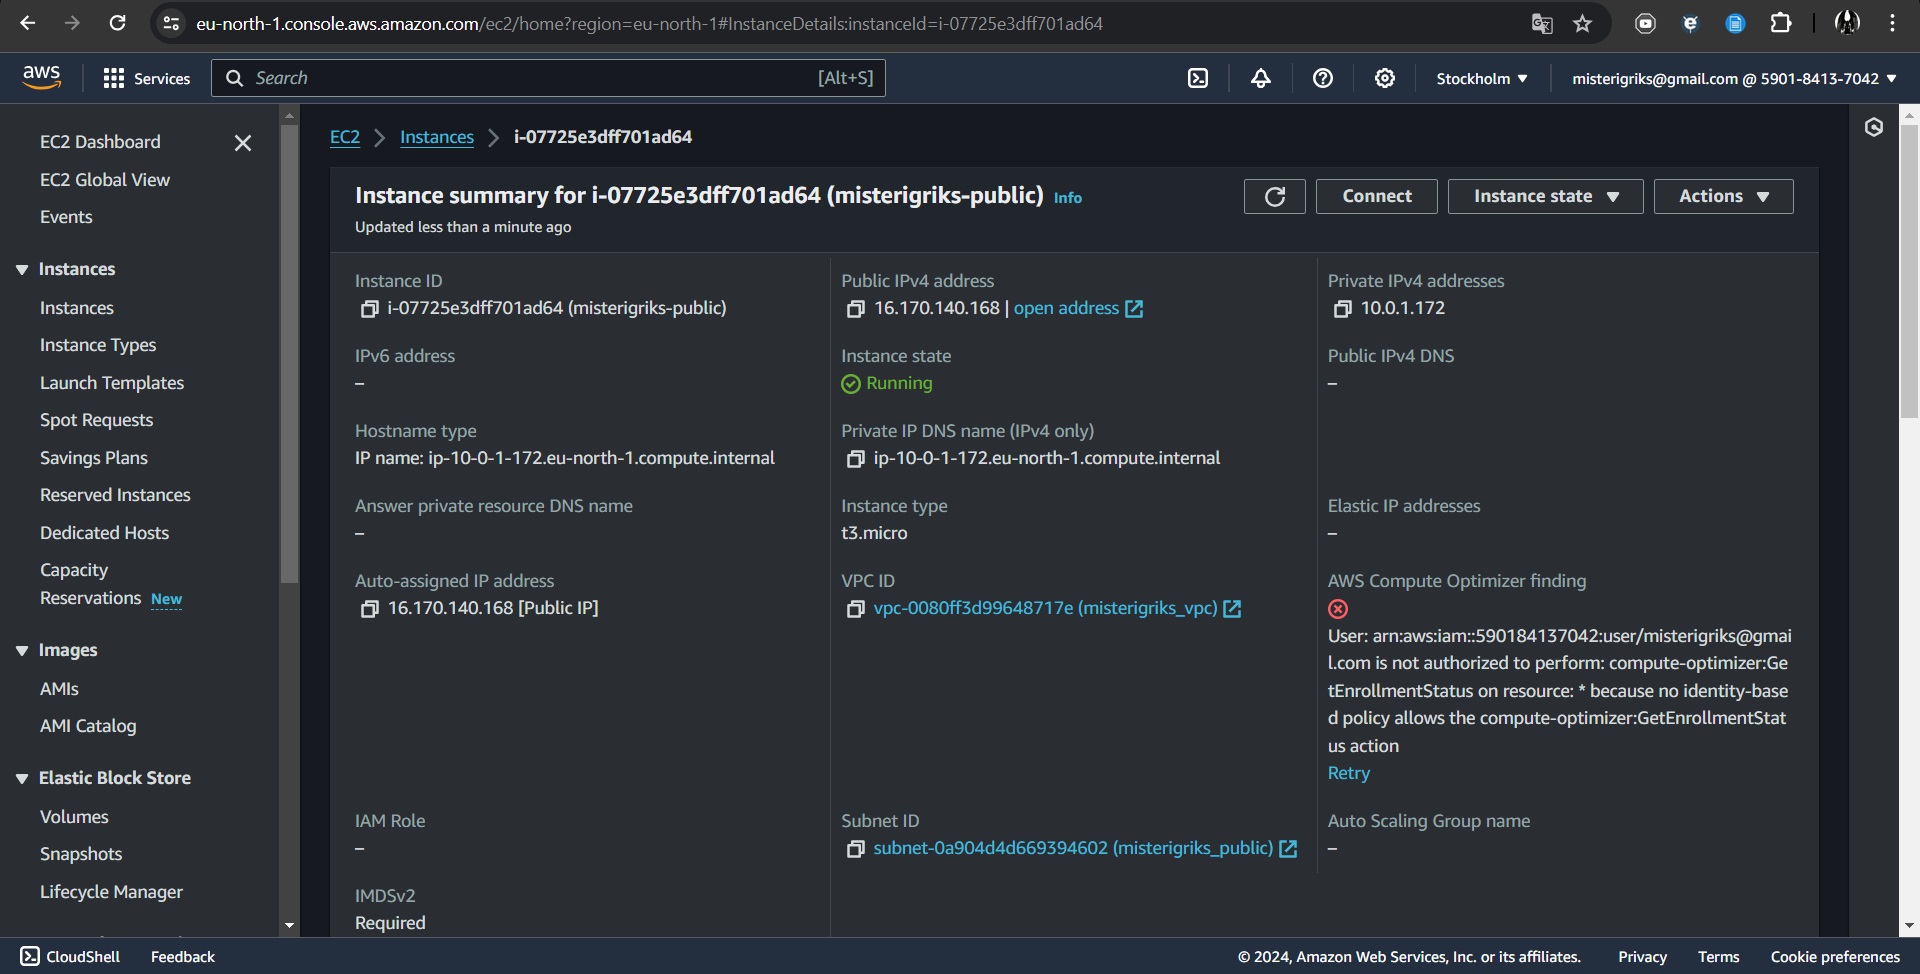 eu-north-1.console.aws.amazon.com/ec2/home?region=eu-north-1#InstanceDetails:instanceId=i-07725e3dff701ad64
aws
Services
Search
[Alt+S]
Stockholm
misterigriks@gmail.com @ 5901-8413-7042
EC2 Dashboard
EC2 Global View
Events
Instances
Instances
Instance Types
Launch Templates
Spot Requests
Savings Plans
Reserved Instances
Dedicated Hosts
Capacity
Reservations New
Images
AMIs
AMI Catalog
Elastic Block Store
Volumes
Snapshots
Lifecycle Manager
EC2
Instances
i-07725e3dff701ad64
Instance summary for i-07725e3dff701ad64 (misterigriks-public) Info
Updated less than a minute ago
Connect
Instance state
Actions
Instance ID
i-07725e3dff701ad64 (misterigriks-public)
Public IPv4 address
16.170.140.168 | open address
Private IPv4 addresses
10.0.1.172
IPv6 address
–
Instance state
Running
Public IPv4 DNS
–
Hostname type
IP name: ip-10-0-1-172.eu-north-1.compute.internal
Private IP DNS name (IPv4 only)
ip-10-0-1-172.eu-north-1.compute.internal
Answer private resource DNS name
–
Instance type
t3.micro
Elastic IP addresses
–
Auto-assigned IP address
16.170.140.168 [Public IP]
VPC ID
vpc-0080ff3d99648717e (misterigriks_vpc)
AWS Compute Optimizer finding
User: arn:aws:iam::590184137042:user/misterigriks@gmai
l.com is not authorized to perform: compute-optimizer:Ge
tEnrollmentStatus on resource: * because no identity-base
d policy allows the compute-optimizer:GetEnrollmentStat
us action
Retry
IAM Role
–
Subnet ID
subnet-0a904d4d669394602 (misterigriks_public)
Auto Scaling Group name
–
IMDSv2
Required
CloudShell
Feedback
© 2024, Amazon Web Services, Inc. or its affiliates.
Privacy
Terms
Cookie preferences